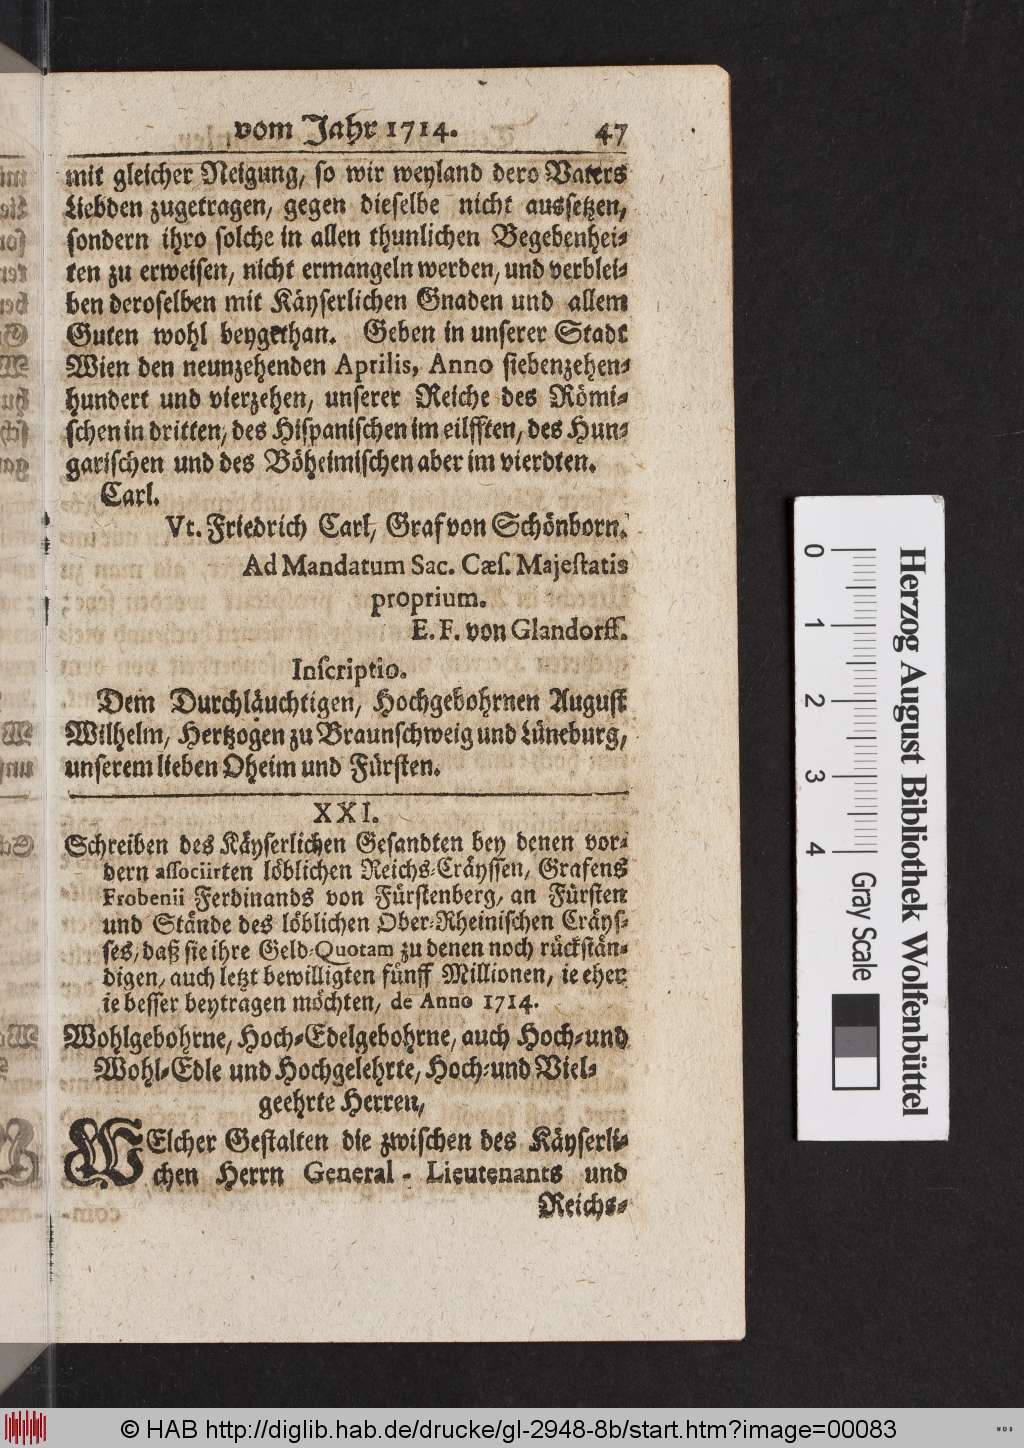 vom Jahr 1714. 47
mit gleicher Neigung, so wir weyland dero Vaters
Liebden zugetragen, gegen dieselbe nicht aussetzen,
sondern ihro solche in allen thunlichen Begebenhei-
ten zu erweisen, nicht ermangeln werden, und verblei-
ben deroselben mit Käyserlichen Gnaden und allem
Guten wohl beygethan. Geben in unserer Stadt
Wien den neunzehenden Aprilis, Anno siebenzehen-
hundert und vierzehen, unserer Reiche des Römi-
schen in dritten, des Hispanischen im eilfften, des Hun-
garischen und des Böheimischen aber im vierdten.
Carl.
Vt. Friedrich Carl, Graf von Schönborn.
Ad Mandatum Sac. Cæſ. Majeſtatis
proprium.
E. F. von Glandorff.
Inſcriptio.
Dem Durchläuchtigen, Hochgebohrnen August
Wilhelm, Hertzogen zu Braunschweig und Lüneburg,
unserem lieben Oheim und Fürsten.
XXI.
Schreiben des Käyserlichen Gesandten bey denen vor-
dern aſſociirten löblichen Reichs-Cräyssen, Grafens
Frobenii Ferdinands von Fürstenberg, an Fürsten
und Stände des löblichen Ober-Rheinischen Cräys-
ses, daß sie ihre Geld-Quotam zu denen noch rückstän-
digen, auch letzt bewilligten fünff Millionen, ie eher
ie besser beytragen möchten, de Anno 1714.
Wohlgebohrne, Hoch-Edelgebohrne, auch Hoch-und
Wohl-Edle und Hochgelehrte, Hoch-und Viel-
geehrte Herren,
WElcher Gestalten die zwischen des Käyserli-
chen Herrn General-Lieutenants und
Reichs-
0 1 2 3 4
Herzog August Bibliothek Wolfenbüttel
Gray Scale
© HAB http://diglib.hab.de/drucke/gl-2948-8b/start.htm?image=00083